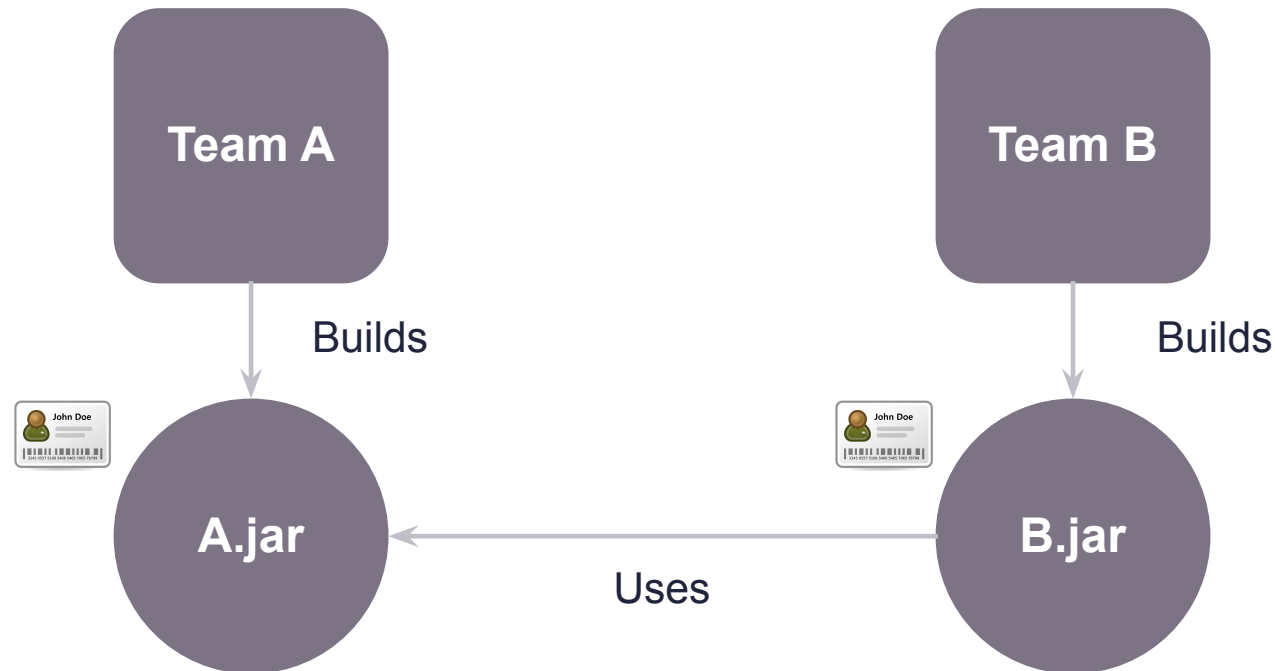 Team A
Team B
Builds
Builds
John Doe
John Doe
A.jar
B.jar
Uses